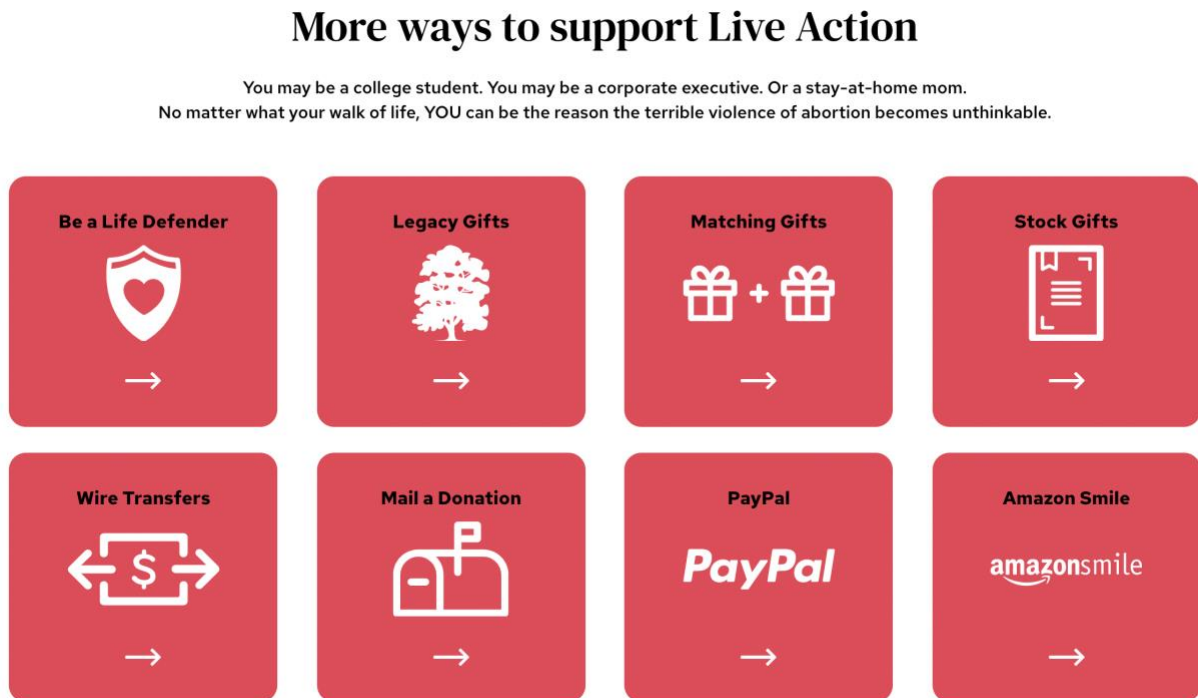 More ways to support Live Action
You may be a college student. You may be a corporate executive. Or a stay-at-home mom.
No matter what your walk of life, YOU can be the reason the terrible violence of abortion becomes unthinkable.
Be a Life Defender
Legacy Gifts
Matching Gifts
+
Stock Gifts
Wire Transfers
$
Mail a Donation
PayPal
PayPal
Amazon Smile
amazonsmile